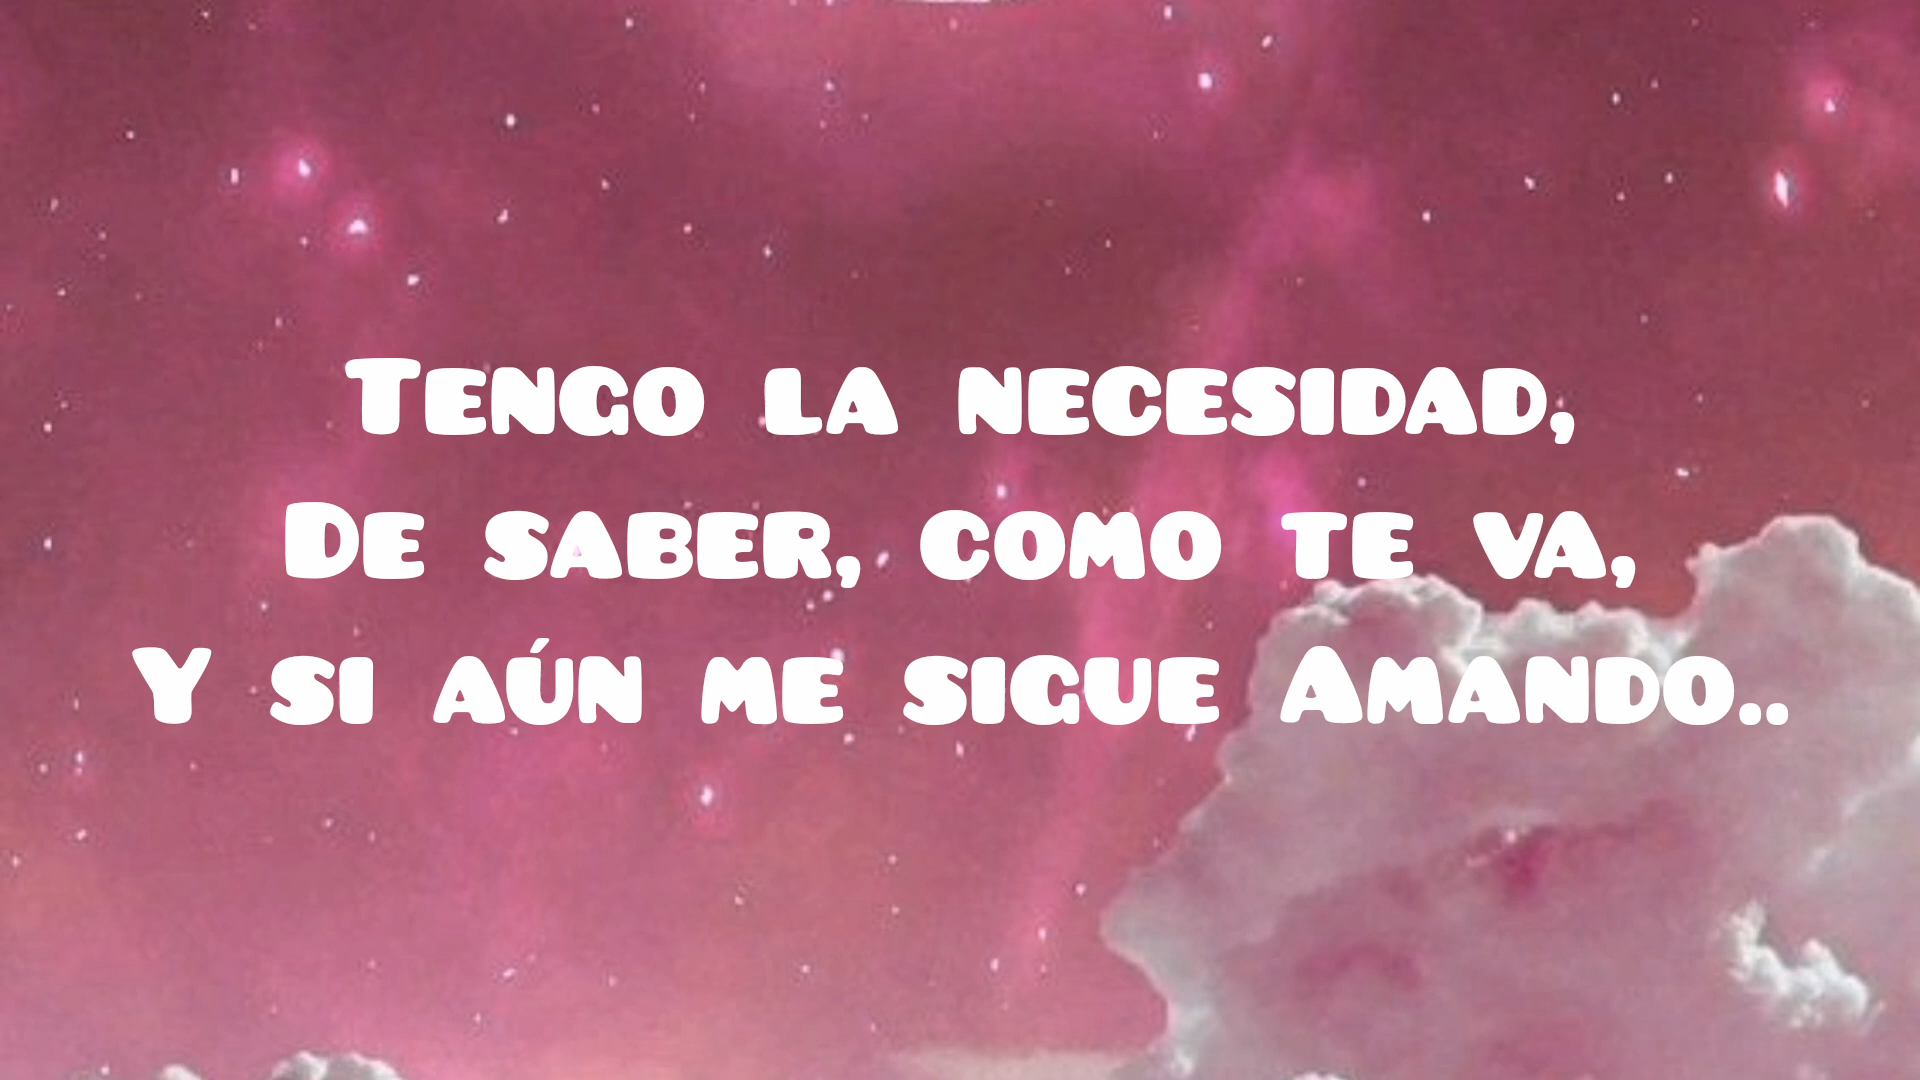 Tengo la necesidad,
De saber, como te va,
Y si aún me sigue Amando..